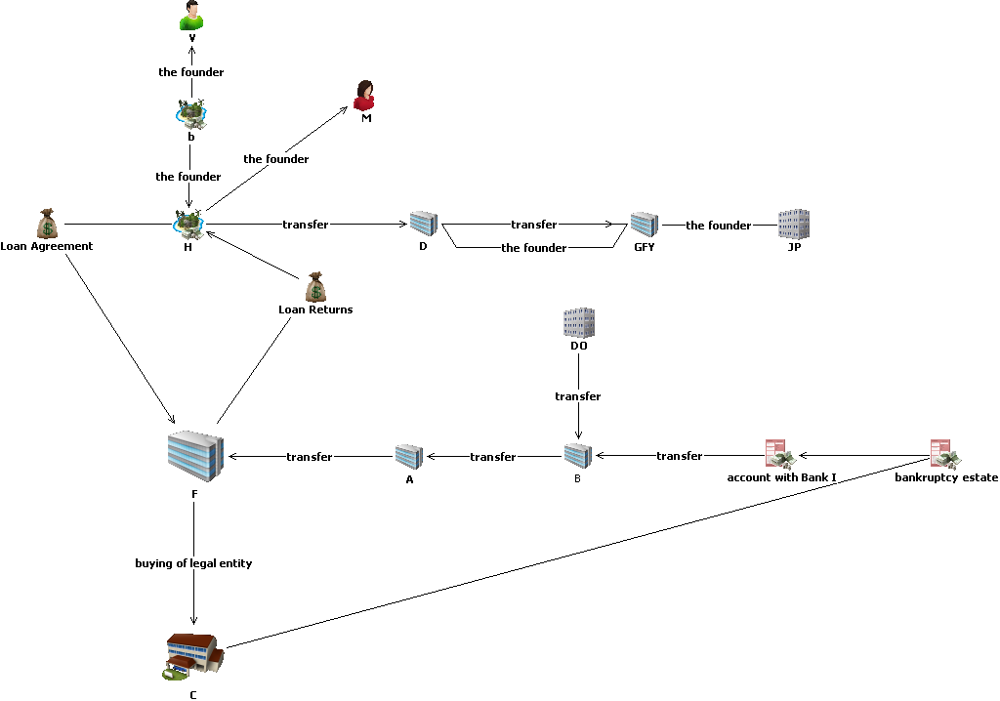 V
the founder
b
M
the founder
the founder
Loan Agreement
H
transfer
D
transfer
the founder
GFY
the founder
JP
Loan Returns
DO
transfer
F
transfer
A
transfer
B
transfer
account with Bank I
bankruptcy estate
buying of legal entity
C